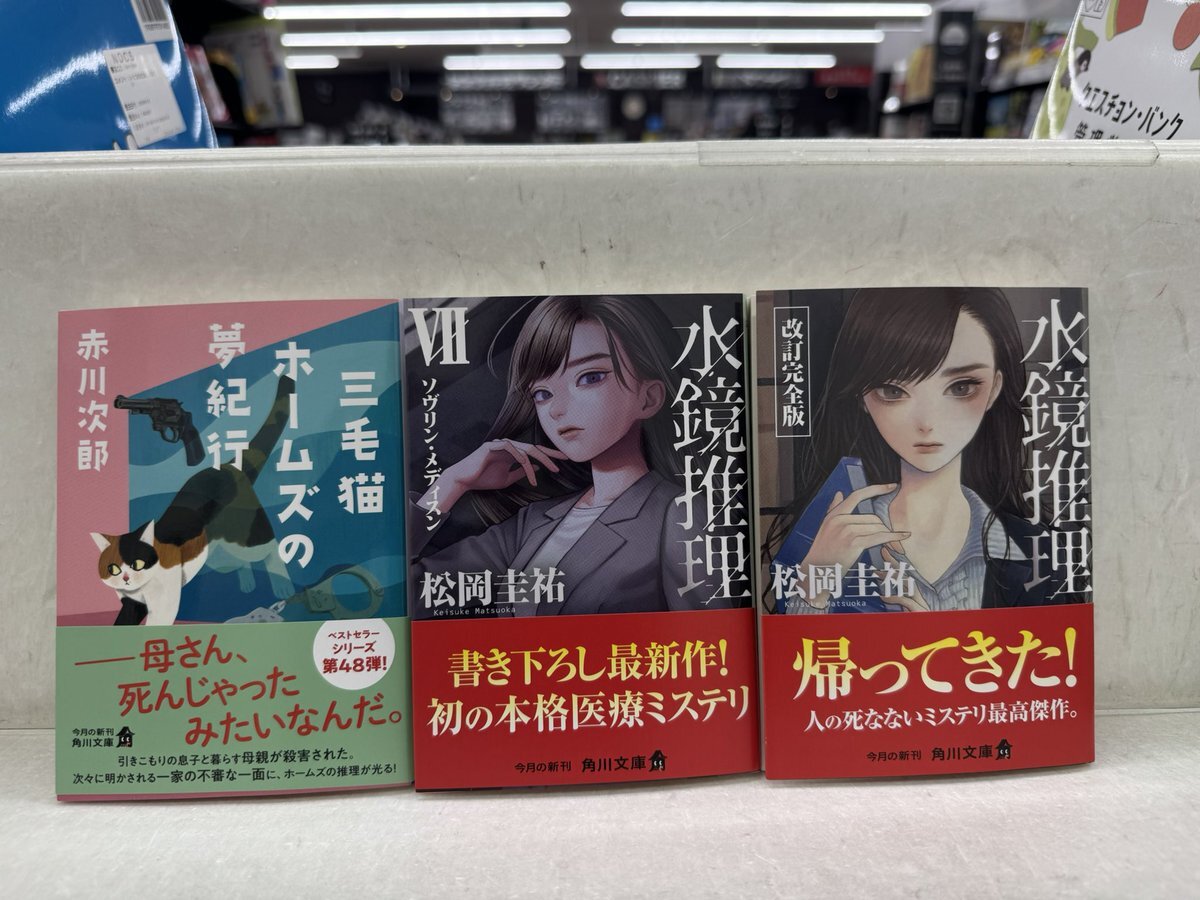 クエスチョン・バンク
三毛猫
ホームズの
夢紀行
赤川次郎
ベストセラー
シリーズ
第48弾!
――母さん、
死んじゃった
みたいなんだ。
今月の新刊
角川文庫
引きこもりの息子と暮らす母親が殺害された。
次々に明かされる一家の不審な一面に、ホームズの推理が光る!
水鏡推理
VII
ソヴリン・メディスン
松岡圭祐
Keisuke Matsuoka
書き下ろし最新作!
初の本格医療ミステリ
今月の新刊 角川文庫
水鏡推理
改訂完全版
松岡圭祐
Keisuke Matsuoka
帰ってきた!
人の死なないミステリ最高傑作。
今月の新刊 角川文庫